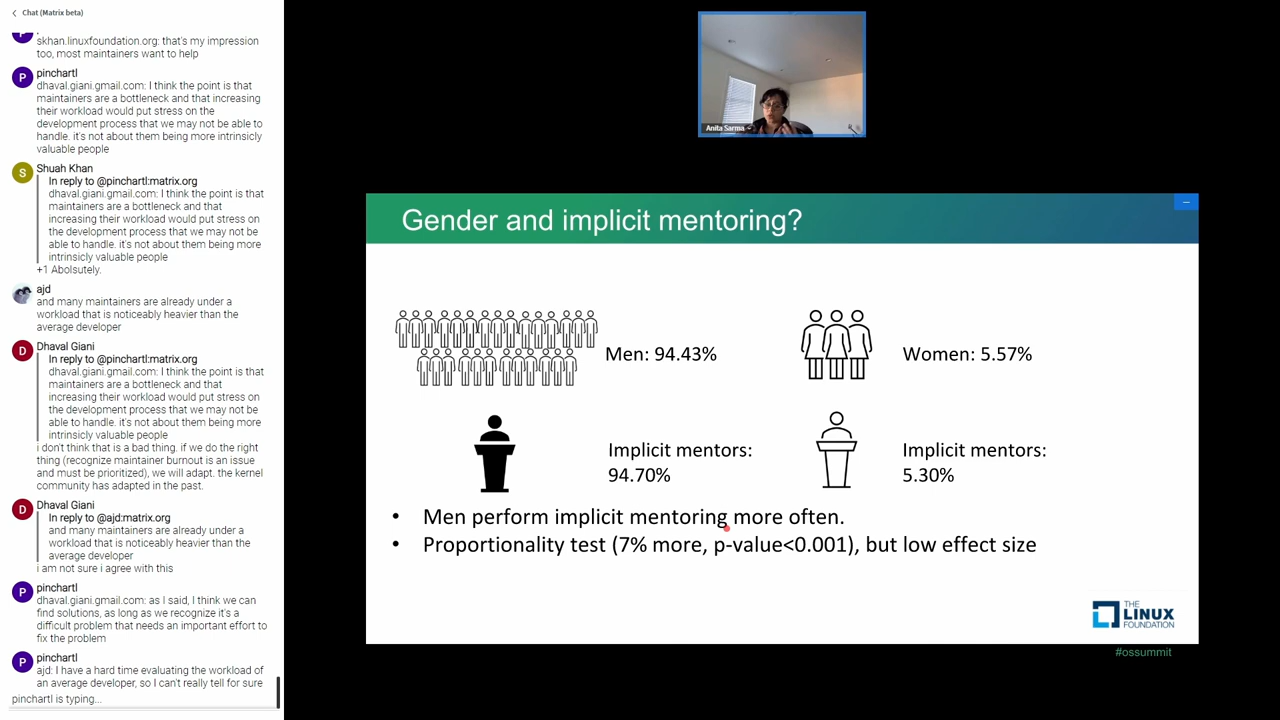 Chat (Matrix beta)
P
skhan.linuxfoundation.org: that's my impression
too, most maintainers want to help
P
pinchartl
dhaval.giani.gmail.com: I think the point is that
maintainers are a bottleneck and that increasing
their workload would put stress on the
development process that we may not be able to
handle. it's not about them being more intrinsicly
valuable people
S
Shuah Khan
In reply to @pinchartl:matrix.org
dhaval.giani.gmail.com: I think the point is that
maintainers are a bottleneck and that
increasing their workload would put stress on
the development process that we may not be
able to handle. it's not about them being more
intrinsicly valuable people
+1 Abolsutely.
ajd
and many maintainers are already under a
workload that is noticeably heavier than the
average developer
D
Dhaval Giani
In reply to @pinchartl:matrix.org
dhaval.giani.gmail.com: I think the point is that
maintainers are a bottleneck and that
increasing their workload would put stress on
the development process that we may not be
able to handle. it's not about them being more
intrinsicly valuable people
i don't think that is a bad thing. if we do the right
thing (recognize maintainer burnout is an issue
and must be prioritized), we will adapt. the kernel
community has adapted in the past.
D
Dhaval Giani
In reply to @ajd:matrix.org
and many maintainers are already under a
workload that is noticeably heavier than the
average developer
i am not sure i agree with this
P
pinchartl
dhaval.giani.gmail.com: as I said, I think we can
find solutions, as long as we recognize it's a
difficult problem that needs an important effort to
fix the problem
P
pinchartl
ajd: I have a hard time evaluating the workload of
an average developer, so I can't really tell for sure
pinchartl is typing...
Anita Sarma
Gender and implicit mentoring?
Men: 94.43%
Women: 5.57%
Implicit mentors:
94.70%
Implicit mentors:
5.30%
• Men perform implicit mentoring more often.
• Proportionality test (7% more, p-value<0.001), but low effect size
THE
LINUX
FOUNDATION
#ossummit